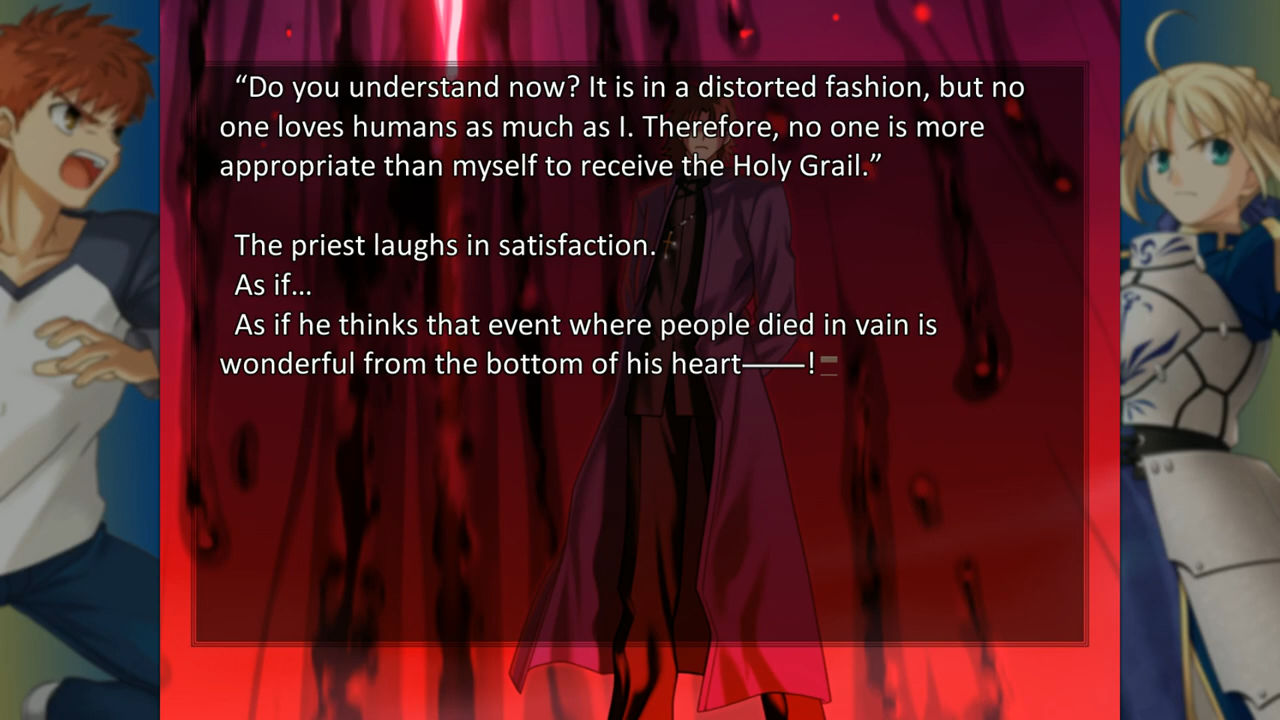 “Do you understand now? It is in a distorted fashion, but no
one loves humans as much as I. Therefore, no one is more
appropriate than myself to receive the Holy Grail.”
The priest laughs in satisfaction.
As if...
As if he thinks that event where people died in vain is
wonderful from the bottom of his heart――!